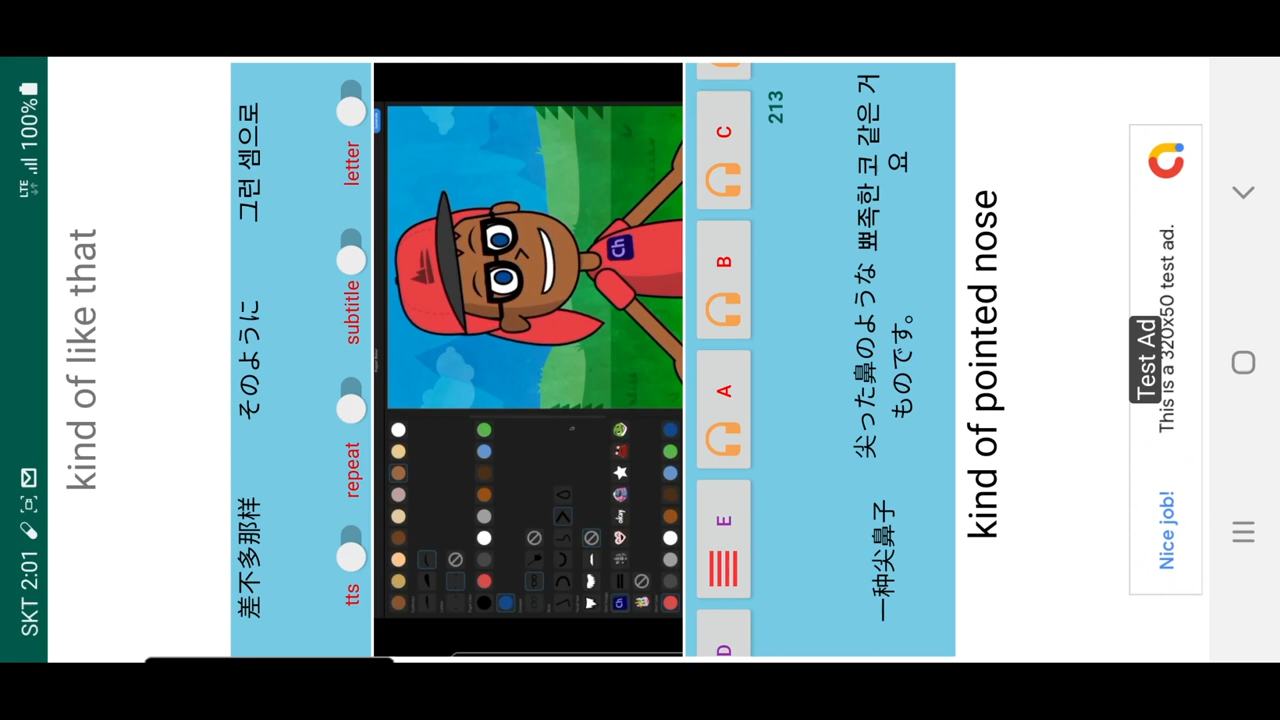 SKT 2:01 LTE 100%
kind of like that
差不多那样 そのように 그런 셈으로
tts repeat subtitle letter
Ch
D E A B C
213
一种尖鼻子 尖った鼻のような 뾰족한 코 같은 거
ものです。 요
kind of pointed nose
Test Ad
Nice job! This is a 320x50 test ad.